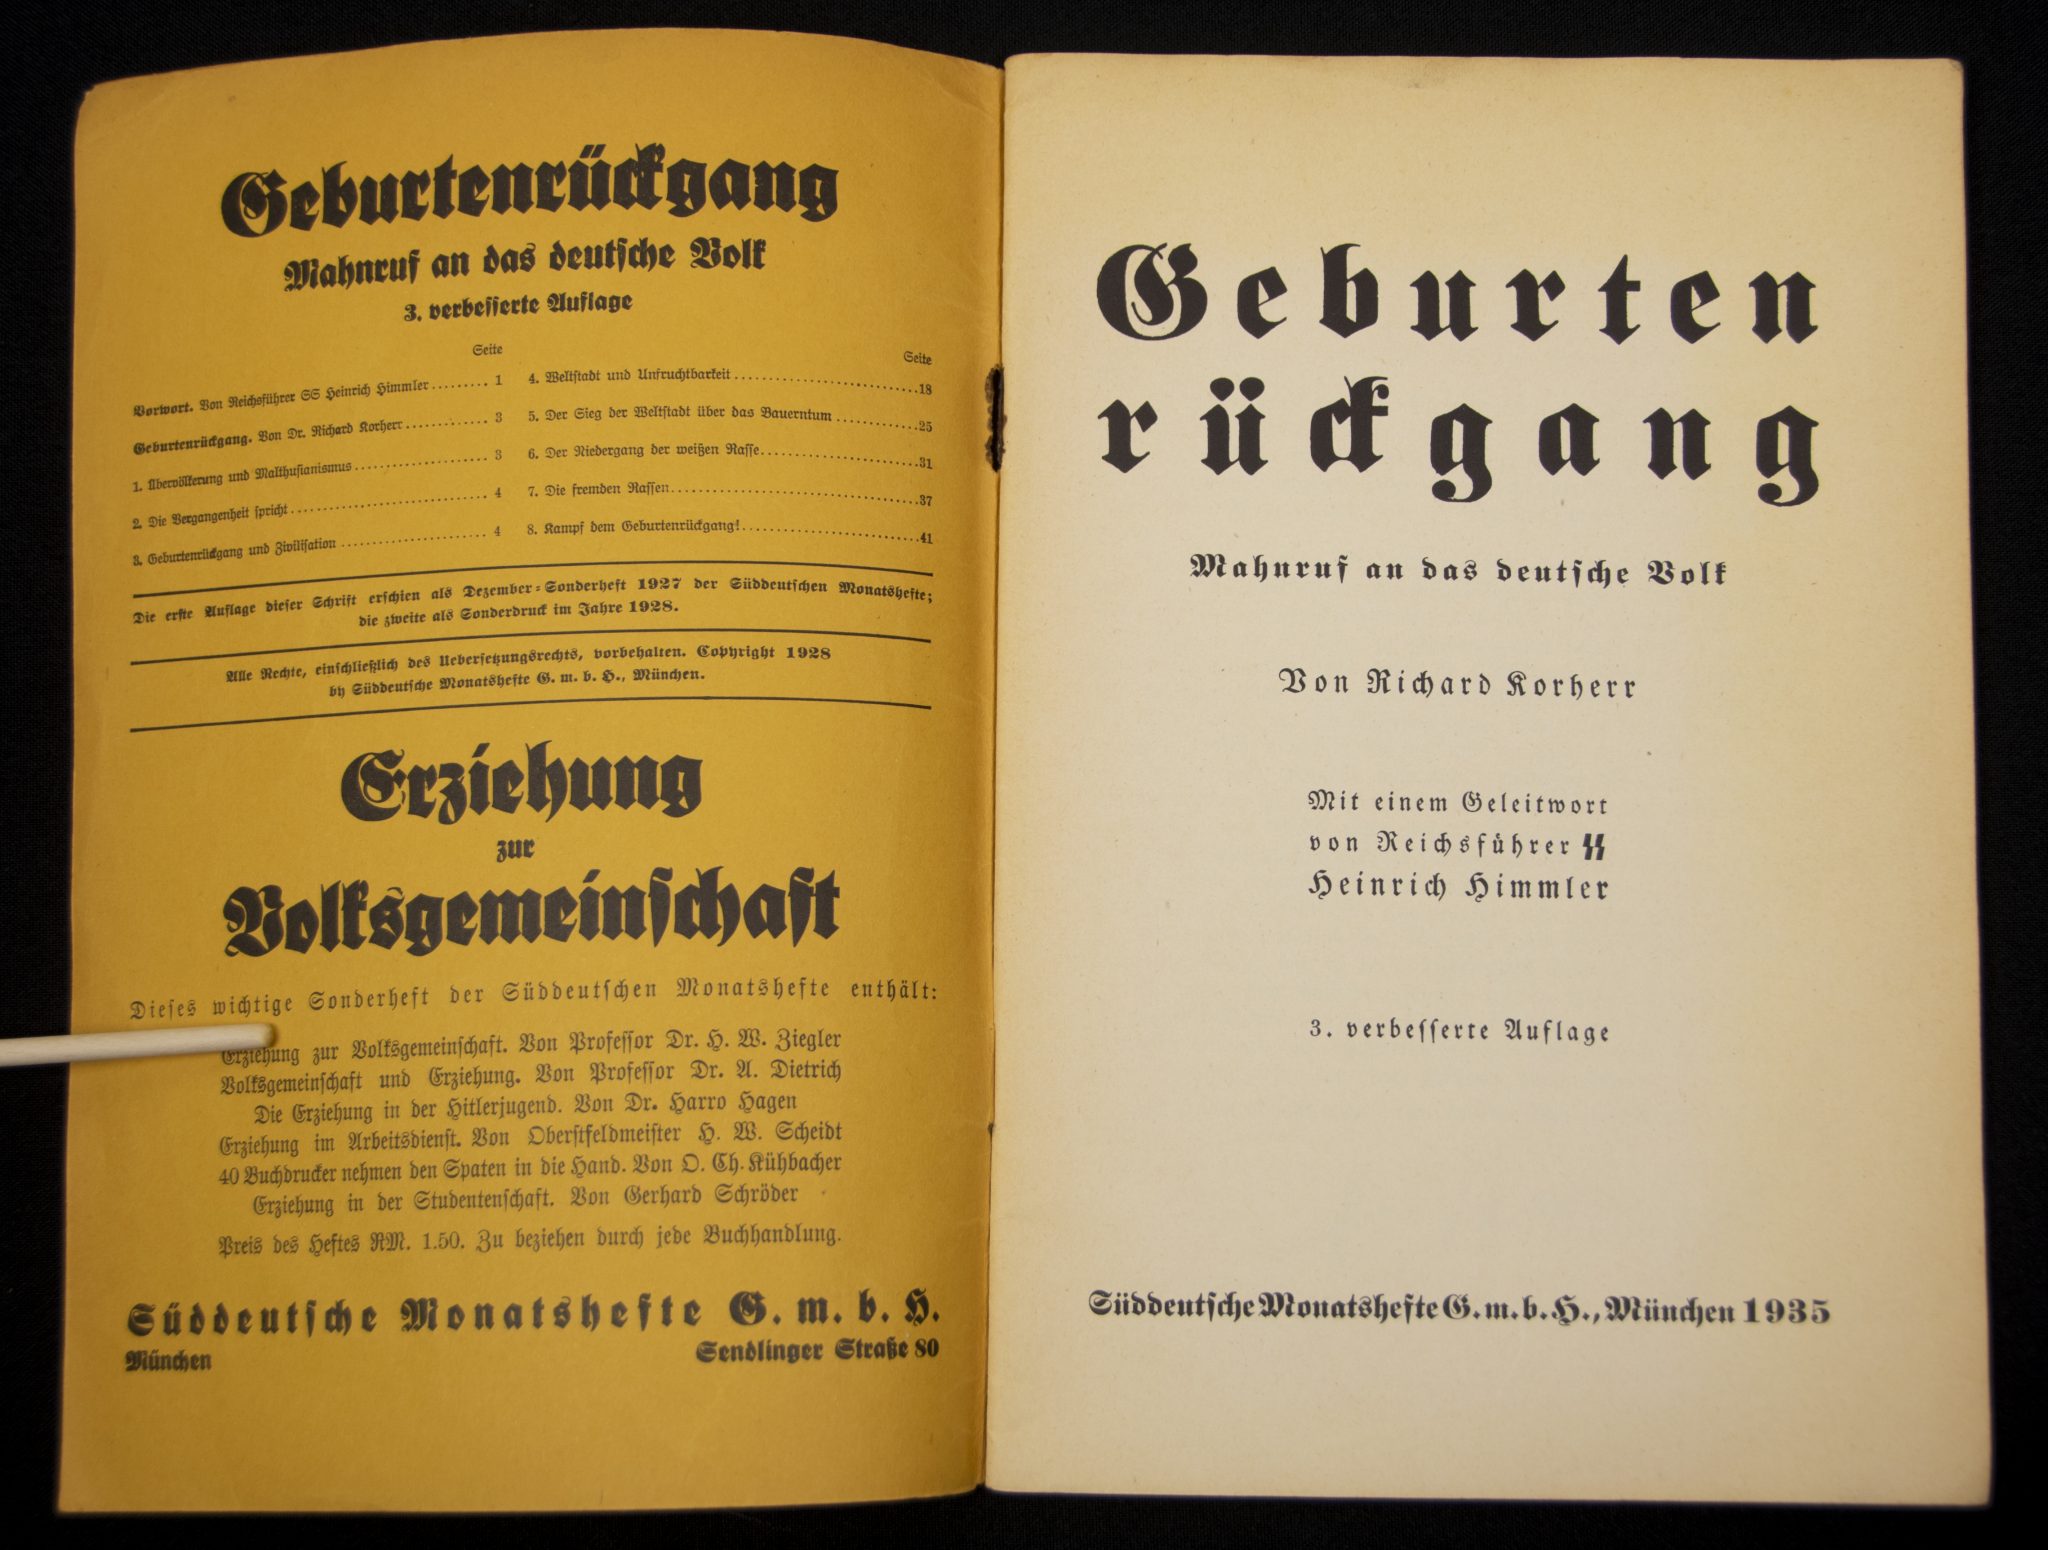 Geburtenrückgang
Mahnruf an das deutsche Volk
3. verbesserte Auflage
Seite
Vorwort. Von Reichsführer SS Heinrich Himmler ......... 1
Geburtenrückgang. Von Dr. Richard Korherr ............ 3
1. Übervölkerung und Malthusianismus ................... 3
2. Die Vergangenheit spricht ............................ 4
3. Geburtenrückgang und Zivilisation .................... 4
Seite
4. Weltstadt und Unfruchtbarkeit ........................... 18
5. Der Sieg der Weltstadt über das Bauerntum ............ 25
6. Der Niedergang der weißen Rasse ....................... 31
7. Die fremden Rassen .................................... 37
8. Kampf dem Geburtenrückgang! .......................... 41
Die erste Auflage dieser Schrift erschien als Dezember-Sonderheft 1927 der Süddeutschen Monatshefte;
die zweite als Sonderdruck im Jahre 1928.
Alle Rechte, einschließlich des Uebersetzungsrechts, vorbehalten. Copyright 1928
by Süddeutsche Monatshefte G. m. b. H., München.
Erziehung
zur
Volksgemeinschaft
Dieses wichtige Sonderheft der Süddeutschen Monatshefte enthält:
Erziehung zur Volksgemeinschaft. Von Professor Dr. H. W. Ziegler
Volksgemeinschaft und Erziehung. Von Professor Dr. A. Dietrich
Die Erziehung in der Hitlerjugend. Von Dr. Harro Hagen
Erziehung im Arbeitsdienst. Von Oberstfeldmeister H. W. Scheidt
40 Buchdrucker nehmen den Spaten in die Hand. Von O. Ch. Kühbacher
Erziehung in der Studentenschaft. Von Gerhard Schröder
Preis des Heftes RM. 1.50. Zu beziehen durch jede Buchhandlung.
Süddeutsche Monatshefte G. m. b. H.
München Sendlinger Straße 80
Geburten
rückgang
Mahnruf an das deutsche Volk
Von Richard Korherr
Mit einem Geleitwort
von Reichsführer SS
Heinrich Himmler
3. verbesserte Auflage
Süddeutsche Monatshefte G. m. b. H., München 1935